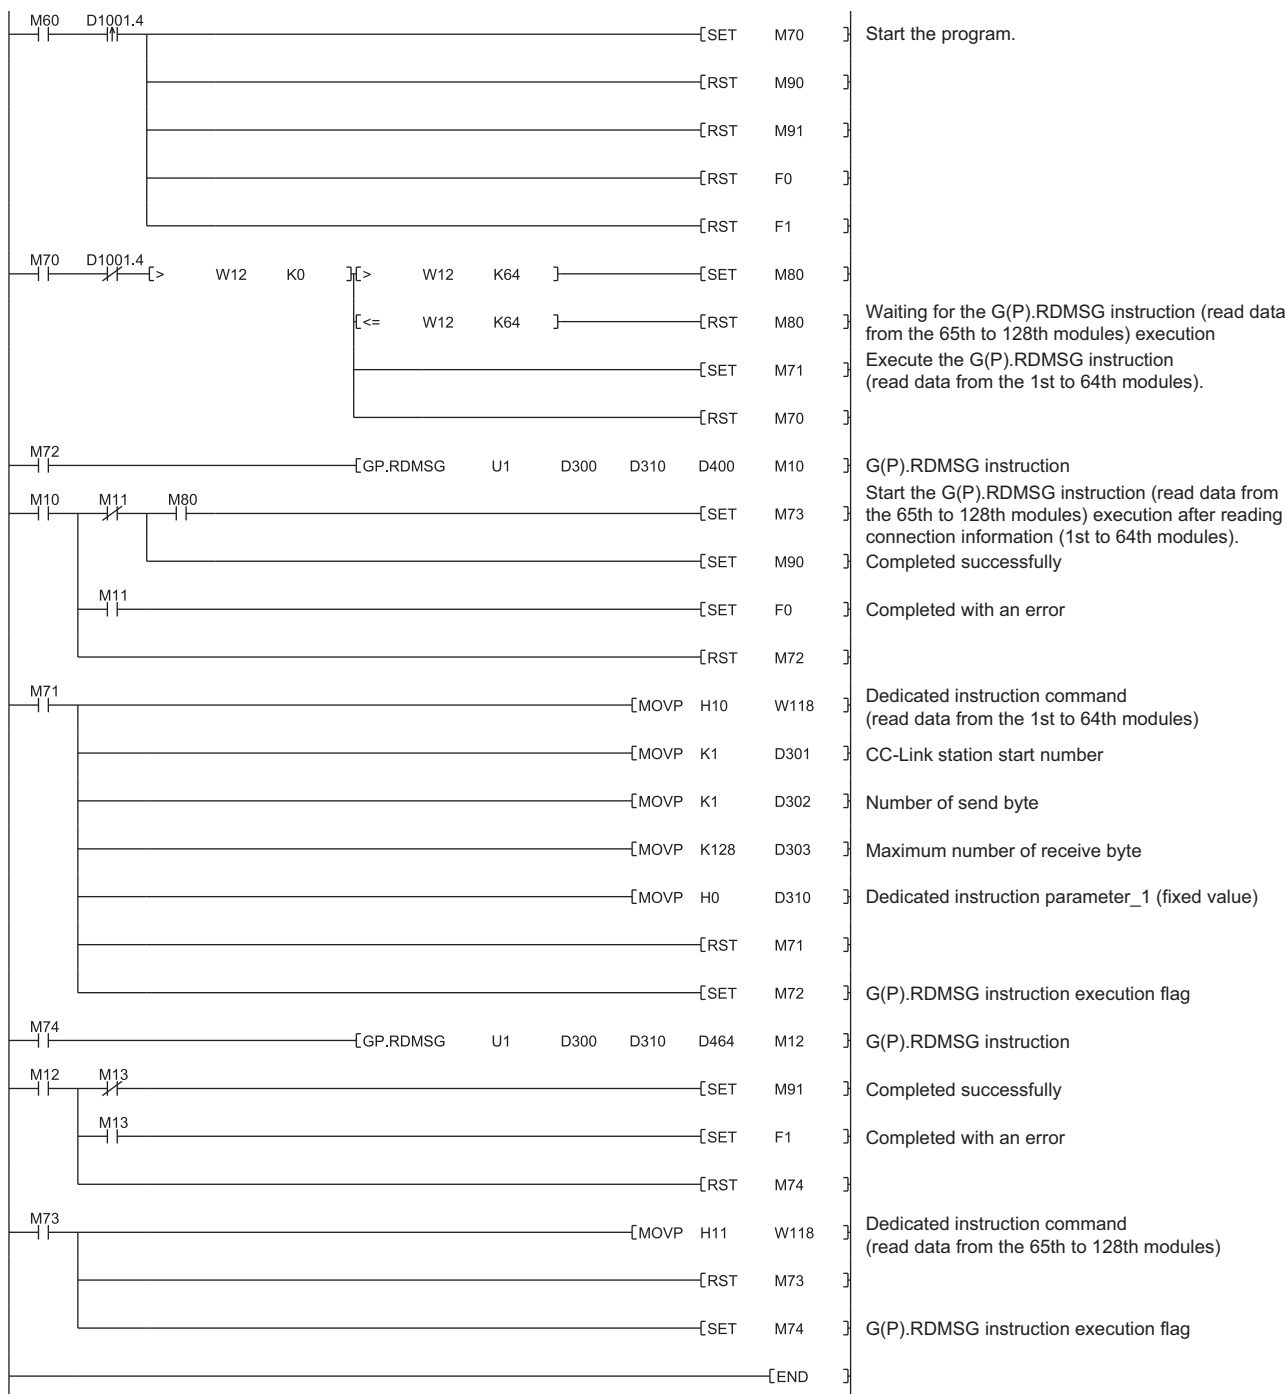 M60 D1001.4
SET M70 Start the program.
RST M90
RST M91
RST F0
RST F1
M70 D1001.4
> W12 K0 > W12 K64 SET M80
<= W12 K64 RST M80 Waiting for the G(P).RDMSG instruction (read data
from the 65th to 128th modules) execution
SET M71 Execute the G(P).RDMSG instruction
(read data from the 1st to 64th modules).
RST M70
M72
GP.RDMSG U1 D300 D310 D400 M10 G(P).RDMSG instruction
M10 M11 M80
SET M73 Start the G(P).RDMSG instruction (read data from
the 65th to 128th modules) execution after reading
connection information (1st to 64th modules).
SET M90 Completed successfully
M11
SET F0 Completed with an error
RST M72
M71
MOVP H10 W118 Dedicated instruction command
(read data from the 1st to 64th modules)
MOVP K1 D301 CC-Link station start number
MOVP K1 D302 Number of send byte
MOVP K128 D303 Maximum number of receive byte
MOVP H0 D310 Dedicated instruction parameter_1 (fixed value)
RST M71
SET M72 G(P).RDMSG instruction execution flag
M74
GP.RDMSG U1 D300 D310 D464 M12 G(P).RDMSG instruction
M12 M13
SET M91 Completed successfully
M13
SET F1 Completed with an error
RST M74
M73
MOVP H11 W118 Dedicated instruction command
(read data from the 65th to 128th modules)
RST M73
SET M74 G(P).RDMSG instruction execution flag
END